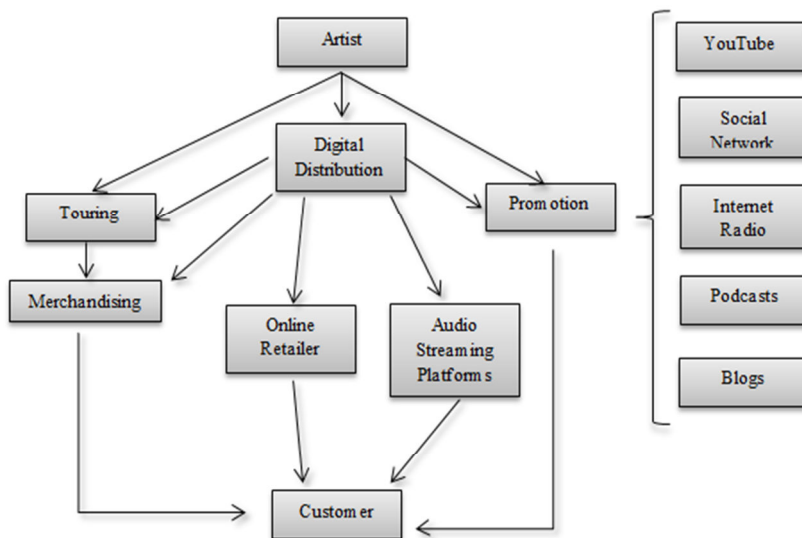 Artist
YouTube
Social
Network
Digital
Distribution
Touring
Promotion
Internet
Radio
Merchandising
Podcasts
Online
Retailer
Audio
Streaming
Platforms
Blogs
Customer